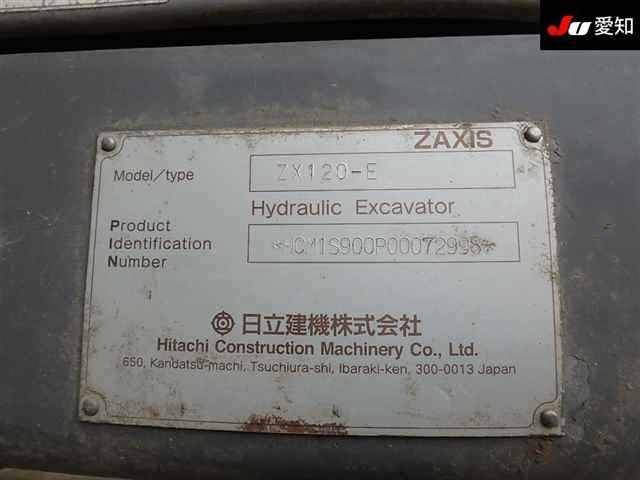 JU 愛知
ZAXIS
Model/type ZX120-E
Hydraulic Excavator
Product
Identification *HCM1S900P00072998*
Number
日立建機株式会社
Hitachi Construction Machinery Co., Ltd.
650, Kandatsu-machi, Tsuchiura-shi, Ibaraki-ken, 300-0013 Japan